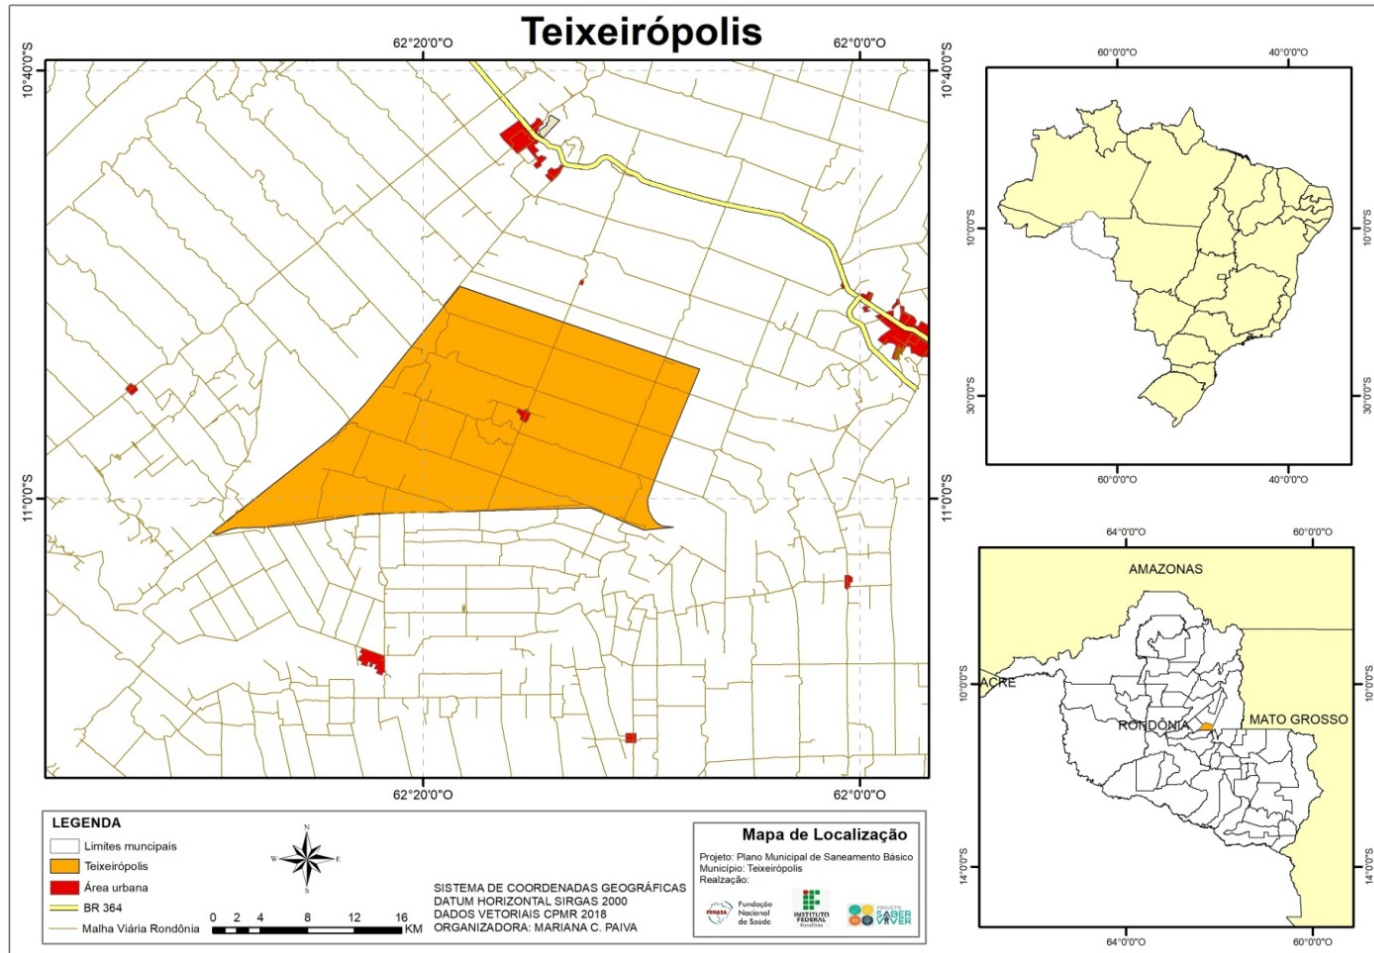 Teixeirópolis
62°20'0"O
62°0'0"O
10°40'0"S
10°40'0"S
11°0'0"S
11°0'0"S
62°20'0"O
62°0'0"O
60°0'0"O
40°0'0"O
10°0'0"S
10°0'0"S
30°0'0"S
30°0'0"S
60°0'0"O
40°0'0"O
64°0'0"O
60°0'0"O
AMAZONAS
ACRE
RONDÔNIA
MATO GROSSO
10°0'0"S
10°0'0"S
14°0'0"S
14°0'0"S
64°0'0"O
60°0'0"O
LEGENDA
Limites muncipais
Teixeirópolis
Área urbana
BR 364
Malha Viária Rondônia
N
W
E
S
0 2 4 8 12 16
KM
SISTEMA DE COORDENADAS GEOGRÁFICAS
DATUM HORIZONTAL SIRGAS 2000
DADOS VETORIAIS CPMR 2018
ORGANIZADORA: MARIANA C. PAIVA
Mapa de Localização
Projeto: Plano Municipal de Saneamento Básico
Município: Teixeirópolis
Realzação:
Funasa
Fundação
Nacional
de Saúde
INSTITUTO
FEDERAL
Rondônia
PROJETO
SABER
VIVER